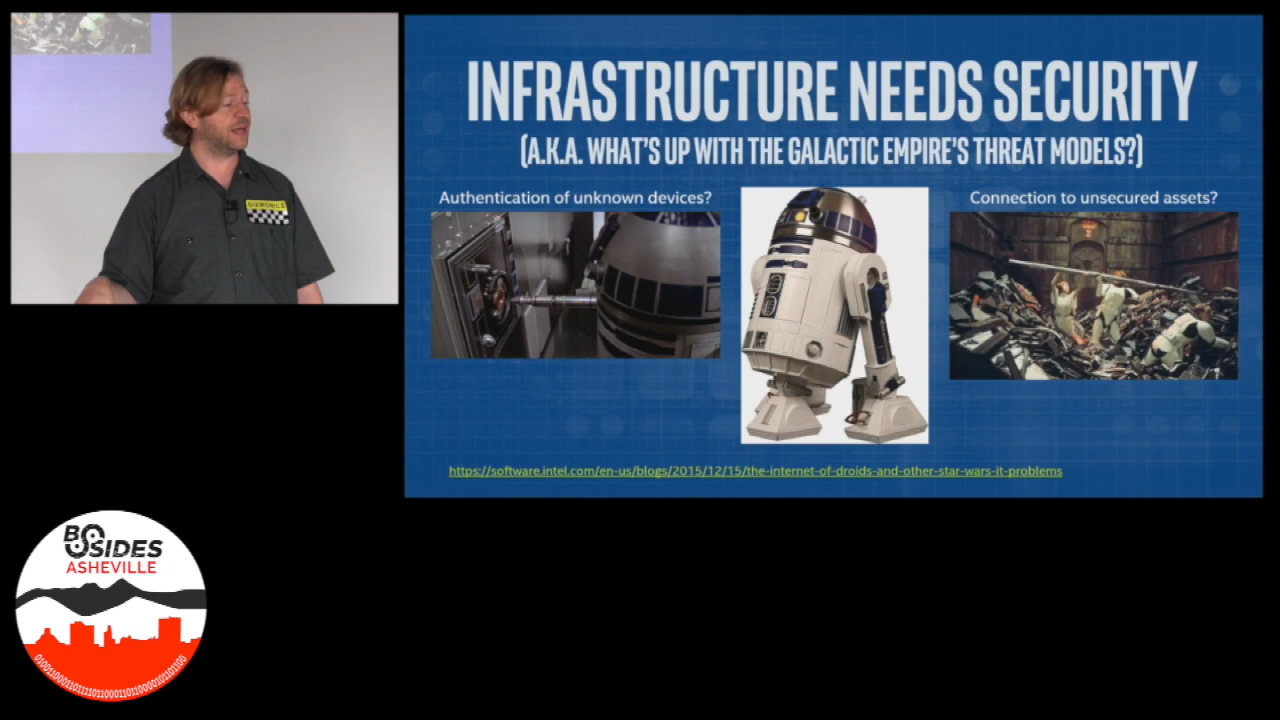 GIZMONICS
INFRASTRUCTURE NEEDS SECURITY
(A.K.A. WHAT'S UP WITH THE GALACTIC EMPIRE'S THREAT MODELS?)
Authentication of unknown devices?
Connection to unsecured assets?
https://software.intel.com/en-us/blogs/2015/12/15/the-internet-of-droids-and-other-star-wars-it-problems
BSIDES
ASHEVILLE